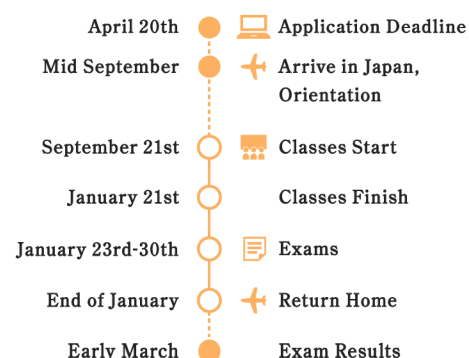 April 20th Application Deadline
Mid September Arrive in Japan,
Orientation
September 21st Classes Start
January 21st Classes Finish
January 23rd-30th Exams
End of January Return Home
Early March Exam Results